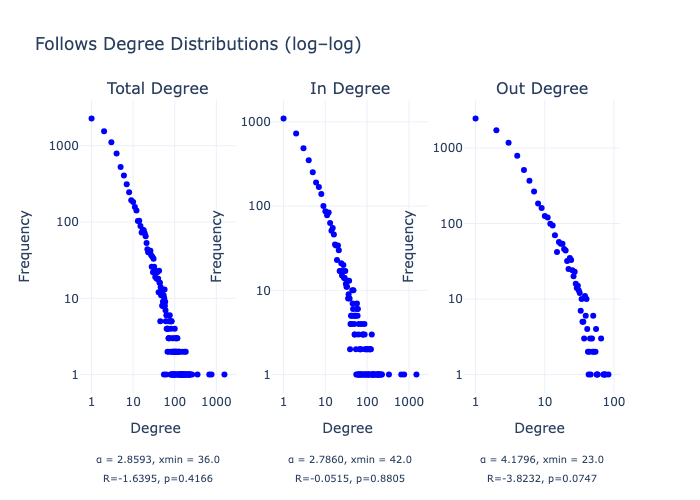 Follows Degree Distributions (log–log)
Total Degree
In Degree
Out Degree
Frequency
1000
100
10
1
1
10
100
1000
Degree
α = 2.8593, xmin = 36.0
R=-1.6395, p=0.4166
Frequency
1000
100
10
1
1
10
100
1000
Degree
α = 2.7860, xmin = 42.0
R=-0.0515, p=0.8805
Frequency
1000
100
10
1
1
10
100
Degree
α = 4.1796, xmin = 23.0
R=-3.8232, p=0.0747